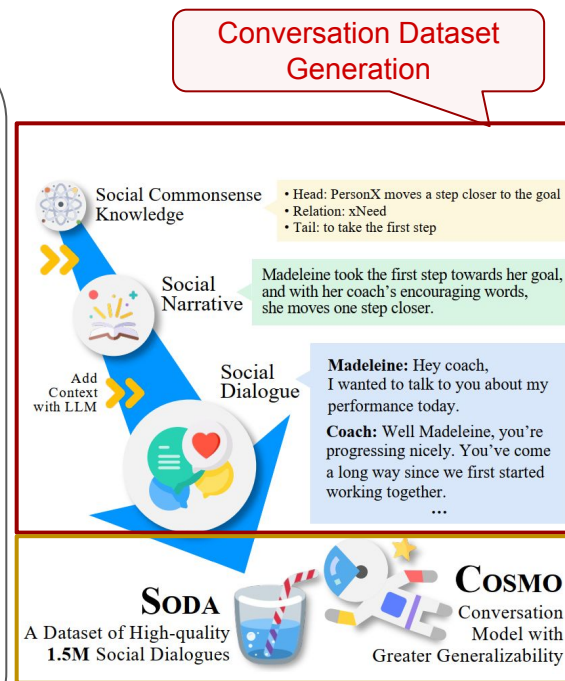 Conversation Dataset
Generation
Social Commonsense
Knowledge
• Head: PersonX moves a step closer to the goal
• Relation: xNeed
• Tail: to take the first step
Social
Narrative
Madeleine took the first step towards her goal,
and with her coach's encouraging words,
she moves one step closer.
Add
Context
with LLM
Social
Dialogue
Madeleine: Hey coach,
I wanted to talk to you about my
performance today.
Coach: Well Madeleine, you're
progressing nicely. You've come
a long way since we first started
working together.
...
SODA
A Dataset of High-quality
1.5M Social Dialogues
COSMO
Conversation
Model with
Greater Generalizability